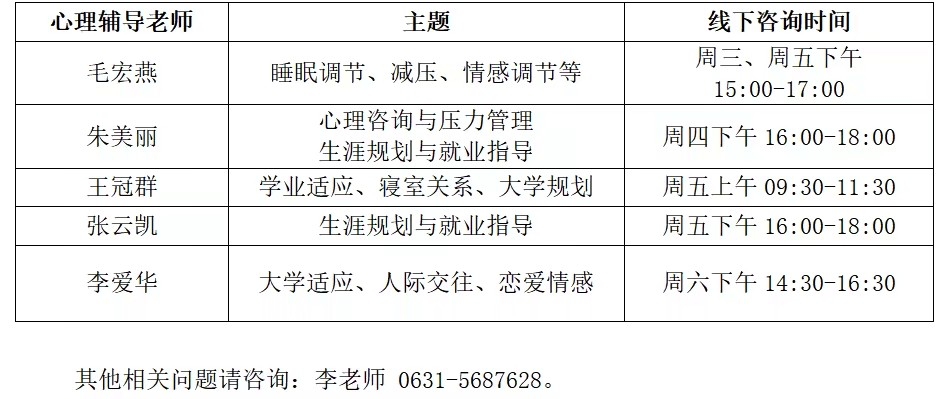 心理辅导老师 主题 线下咨询时间
毛宏燕 睡眠调节、减压、情感调节等 周三、周五下午
15:00-17:00
朱美丽 心理咨询与压力管理
生涯规划与就业指导 周四下午 16:00-18:00
王冠群 学业适应、寝室关系、大学规划 周五上午 09:30-11:30
张云凯 生涯规划与就业指导 周五下午 16:00-18:00
李爱华 大学适应、人际交往、恋爱情感 周六下午 14:30-16:30
其他相关问题请咨询：李老师 0631-5687628。